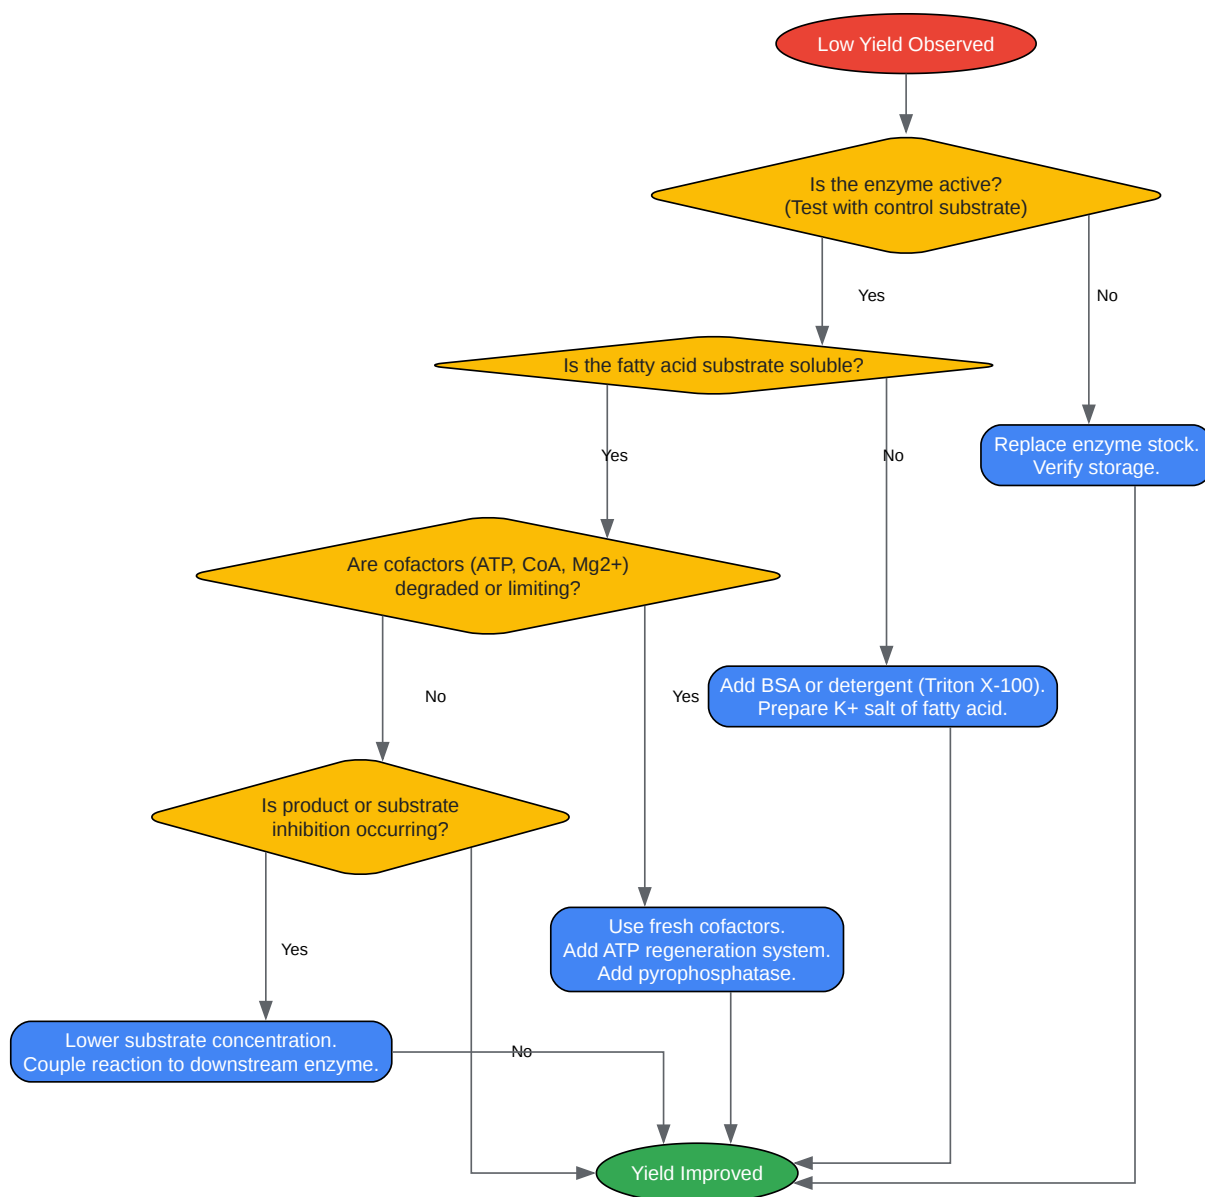 Low Yield Observed
Is the enzyme active?
(Test with control substrate)
Yes
No
Is the fatty acid substrate soluble?
Yes
No
Replace enzyme stock.
Verify storage.
Are cofactors (ATP, CoA, Mg2+)
degraded or limiting?
No
Yes
Add BSA or detergent (Triton X-100).
Prepare K+ salt of fatty acid.
Is product or substrate
inhibition occurring?
Yes
Use fresh cofactors.
Add ATP regeneration system.
Add pyrophosphatase.
Lower substrate concentration.
Couple reaction to downstream enzyme.
No
Yield Improved